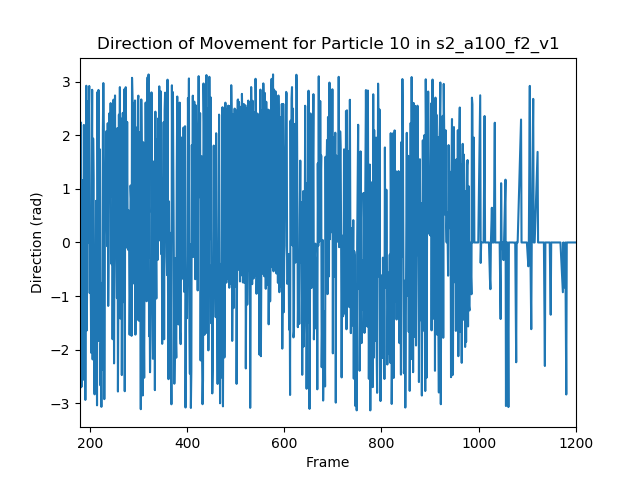 Direction of Movement for Particle 10 in s2_a100_f2_v1
3
2
1
0
−1
−2
−3
Direction (rad)
200 400 600 800 1000 1200
Frame